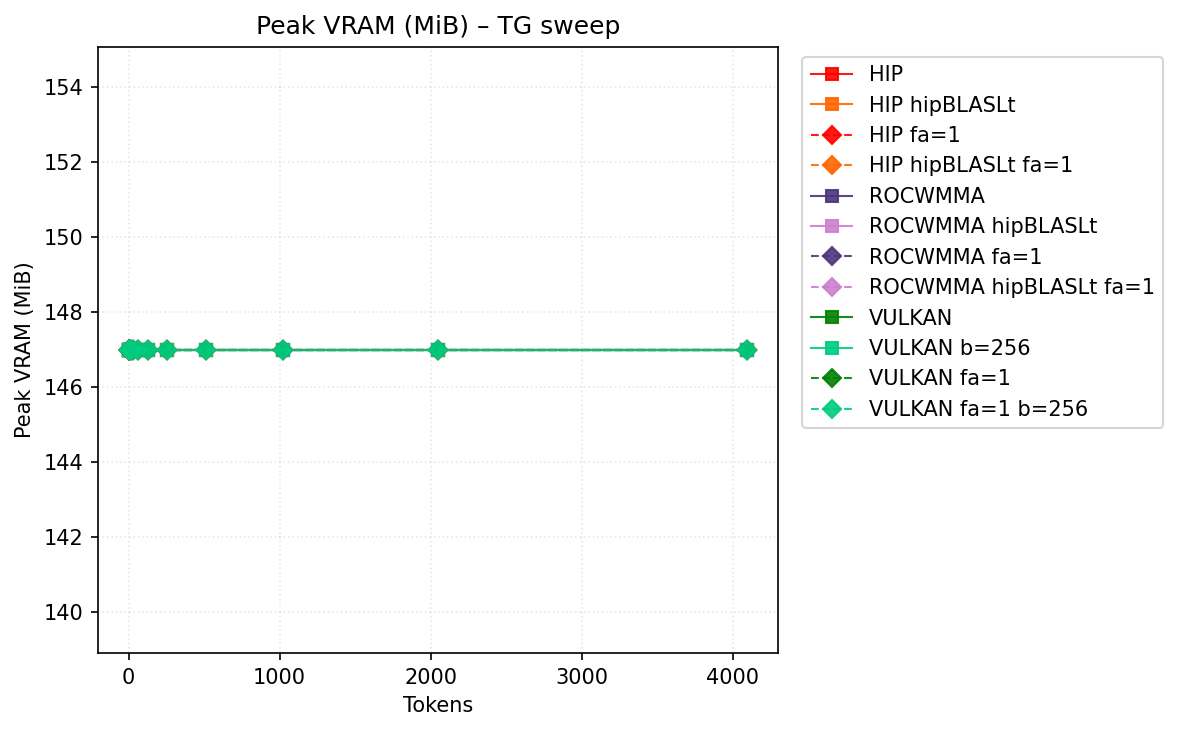 Peak VRAM (MiB) – TG sweep
Peak VRAM (MiB)
154
152
150
148
146
144
142
140
0 1000 2000 3000 4000
Tokens
HIP
HIP hipBLASLt
HIP fa=1
HIP hipBLASLt fa=1
ROCWMMA
ROCWMMA hipBLASLt
ROCWMMA fa=1
ROCWMMA hipBLASLt fa=1
VULKAN
VULKAN b=256
VULKAN fa=1
VULKAN fa=1 b=256